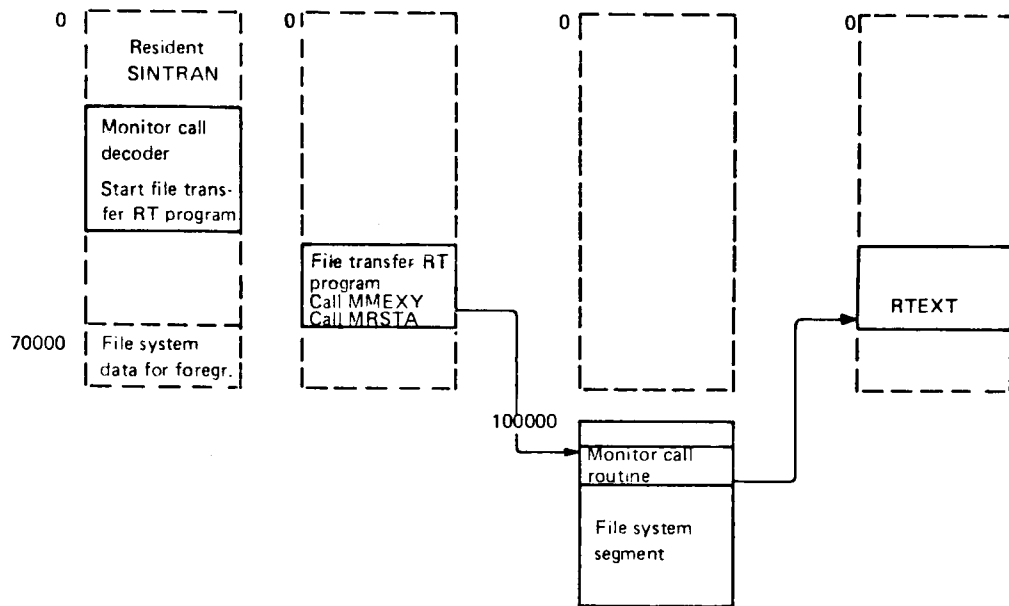 0
Resident
SINTRAN
Monitor call
decoder
Start file trans-
fer RT program
70000
File system
data for foregr.
0
File transfer RT
program
Call MMEXY
Call MRSTA
0
100000
Monitor call
routine
File system
segment
0
RTEXT